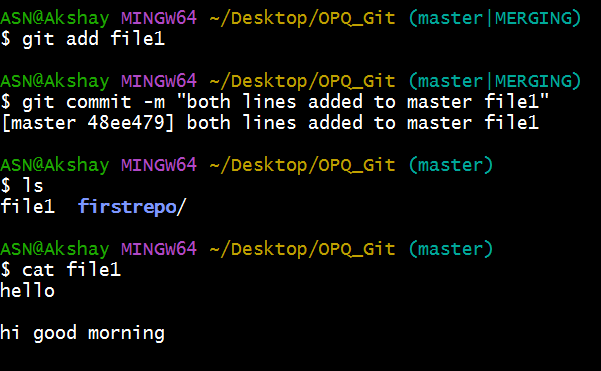 ASN@Akshay MINGW64 ~/Desktop/OPQ_Git (master|MERGING)
$ git add file1
ASN@Akshay MINGW64 ~/Desktop/OPQ_Git (master|MERGING)
$ git commit -m "both lines added to master file1"
[master 48ee479] both lines added to master file1
ASN@Akshay MINGW64 ~/Desktop/OPQ_Git (master)
$ ls
file1  firstrepo/
ASN@Akshay MINGW64 ~/Desktop/OPQ_Git (master)
$ cat file1
hello
hi good morning